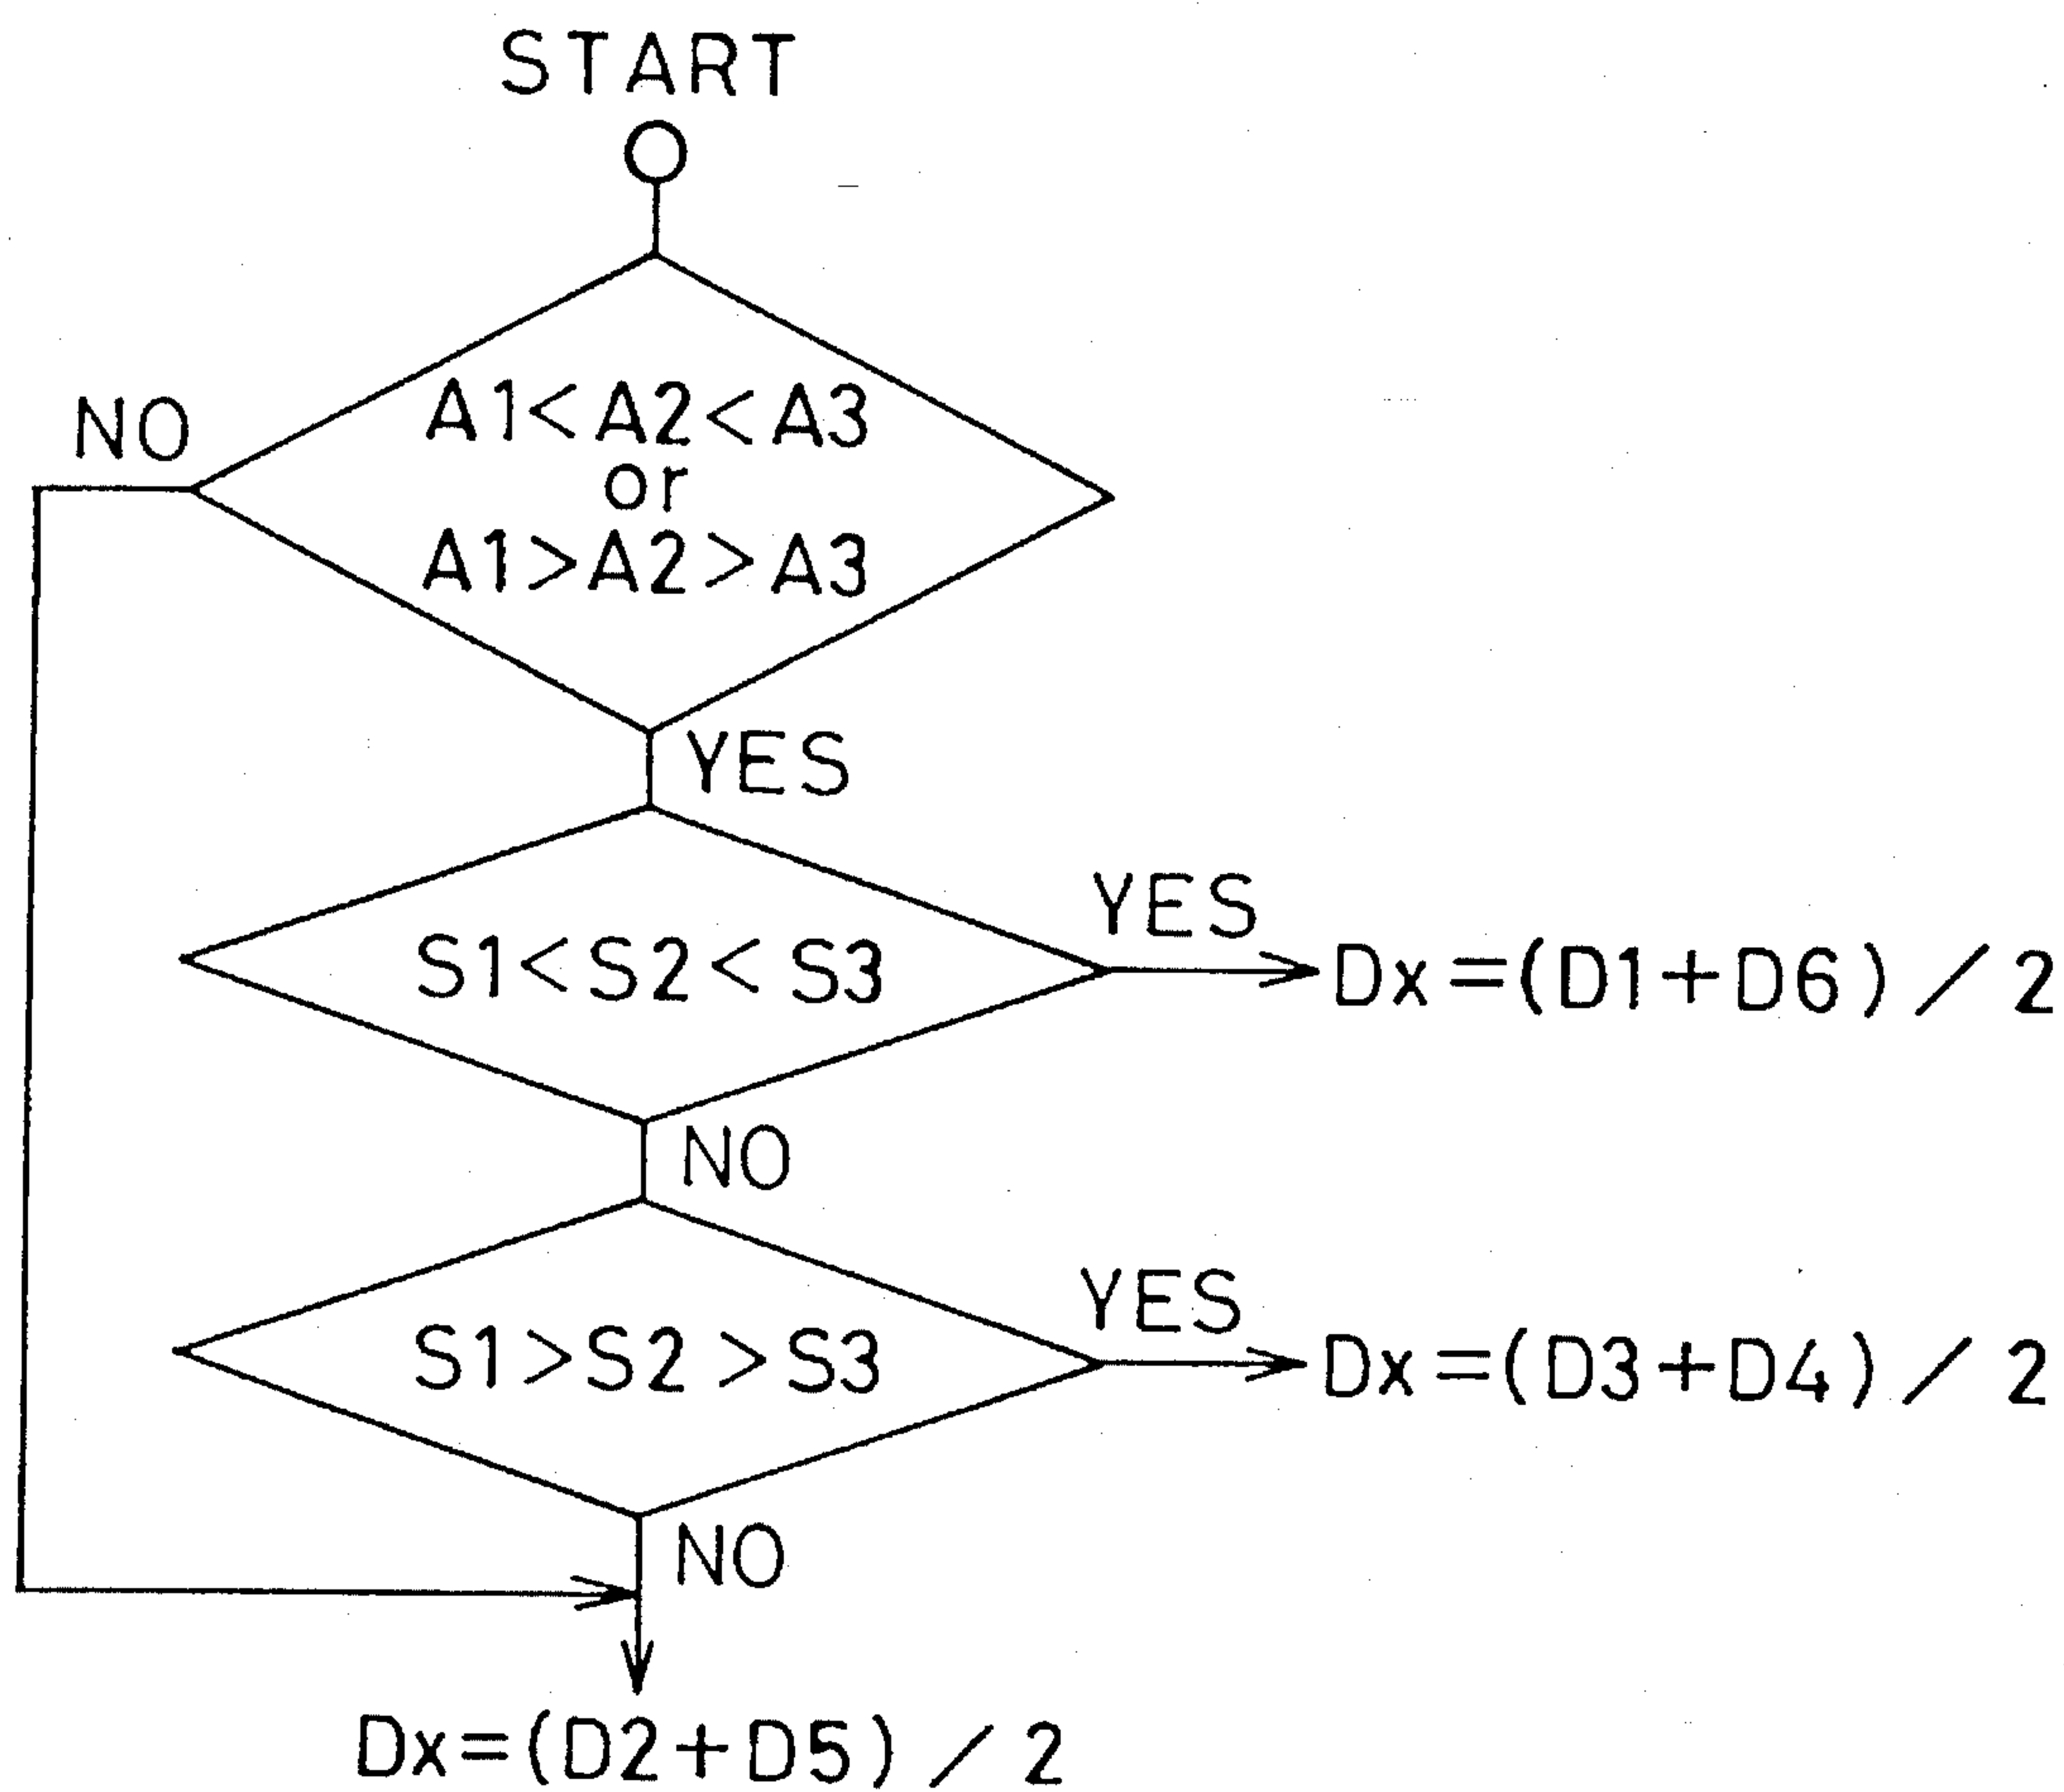 START
A1<A2<A3
or
A1>A2>A3
NO
YES
S1<S2<S3
YES
Dx=(D1+D6)/2
NO
S1>S2>S3
YES
Dx=(D3+D4)/2
NO
Dx=(D2+D5)/2